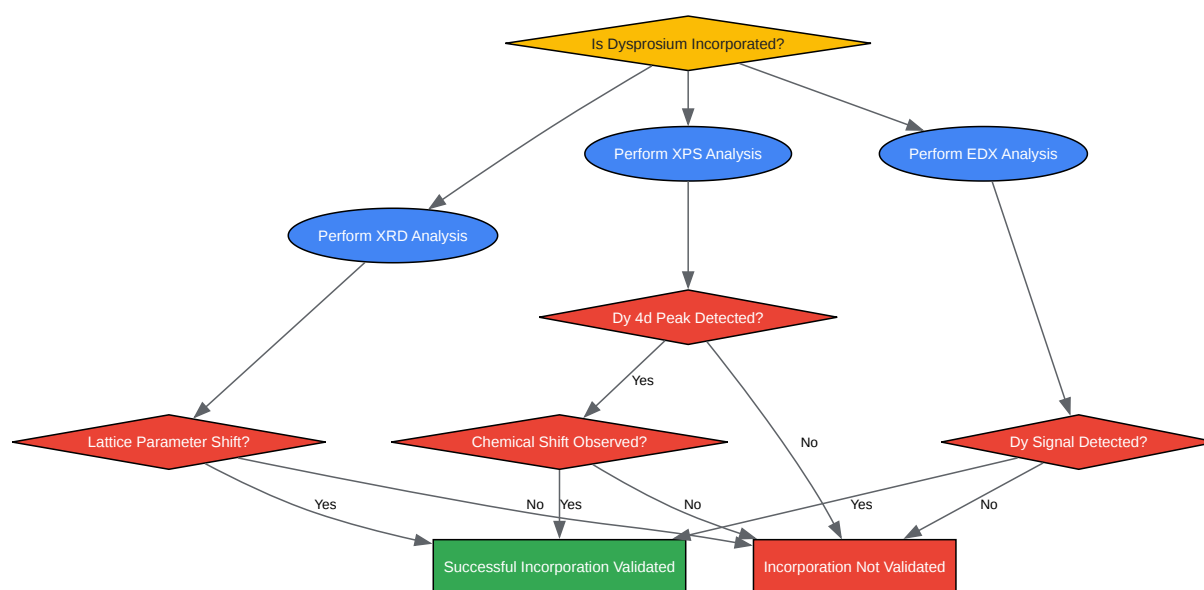 Is Dysprosium Incorporated?
Perform XPS Analysis
Perform EDX Analysis
Perform XRD Analysis
Dy 4d Peak Detected?
Yes
Lattice Parameter Shift?
Chemical Shift Observed?
No
Dy Signal Detected?
Yes
No
Yes
No
Yes
No
Successful Incorporation Validated
Incorporation Not Validated